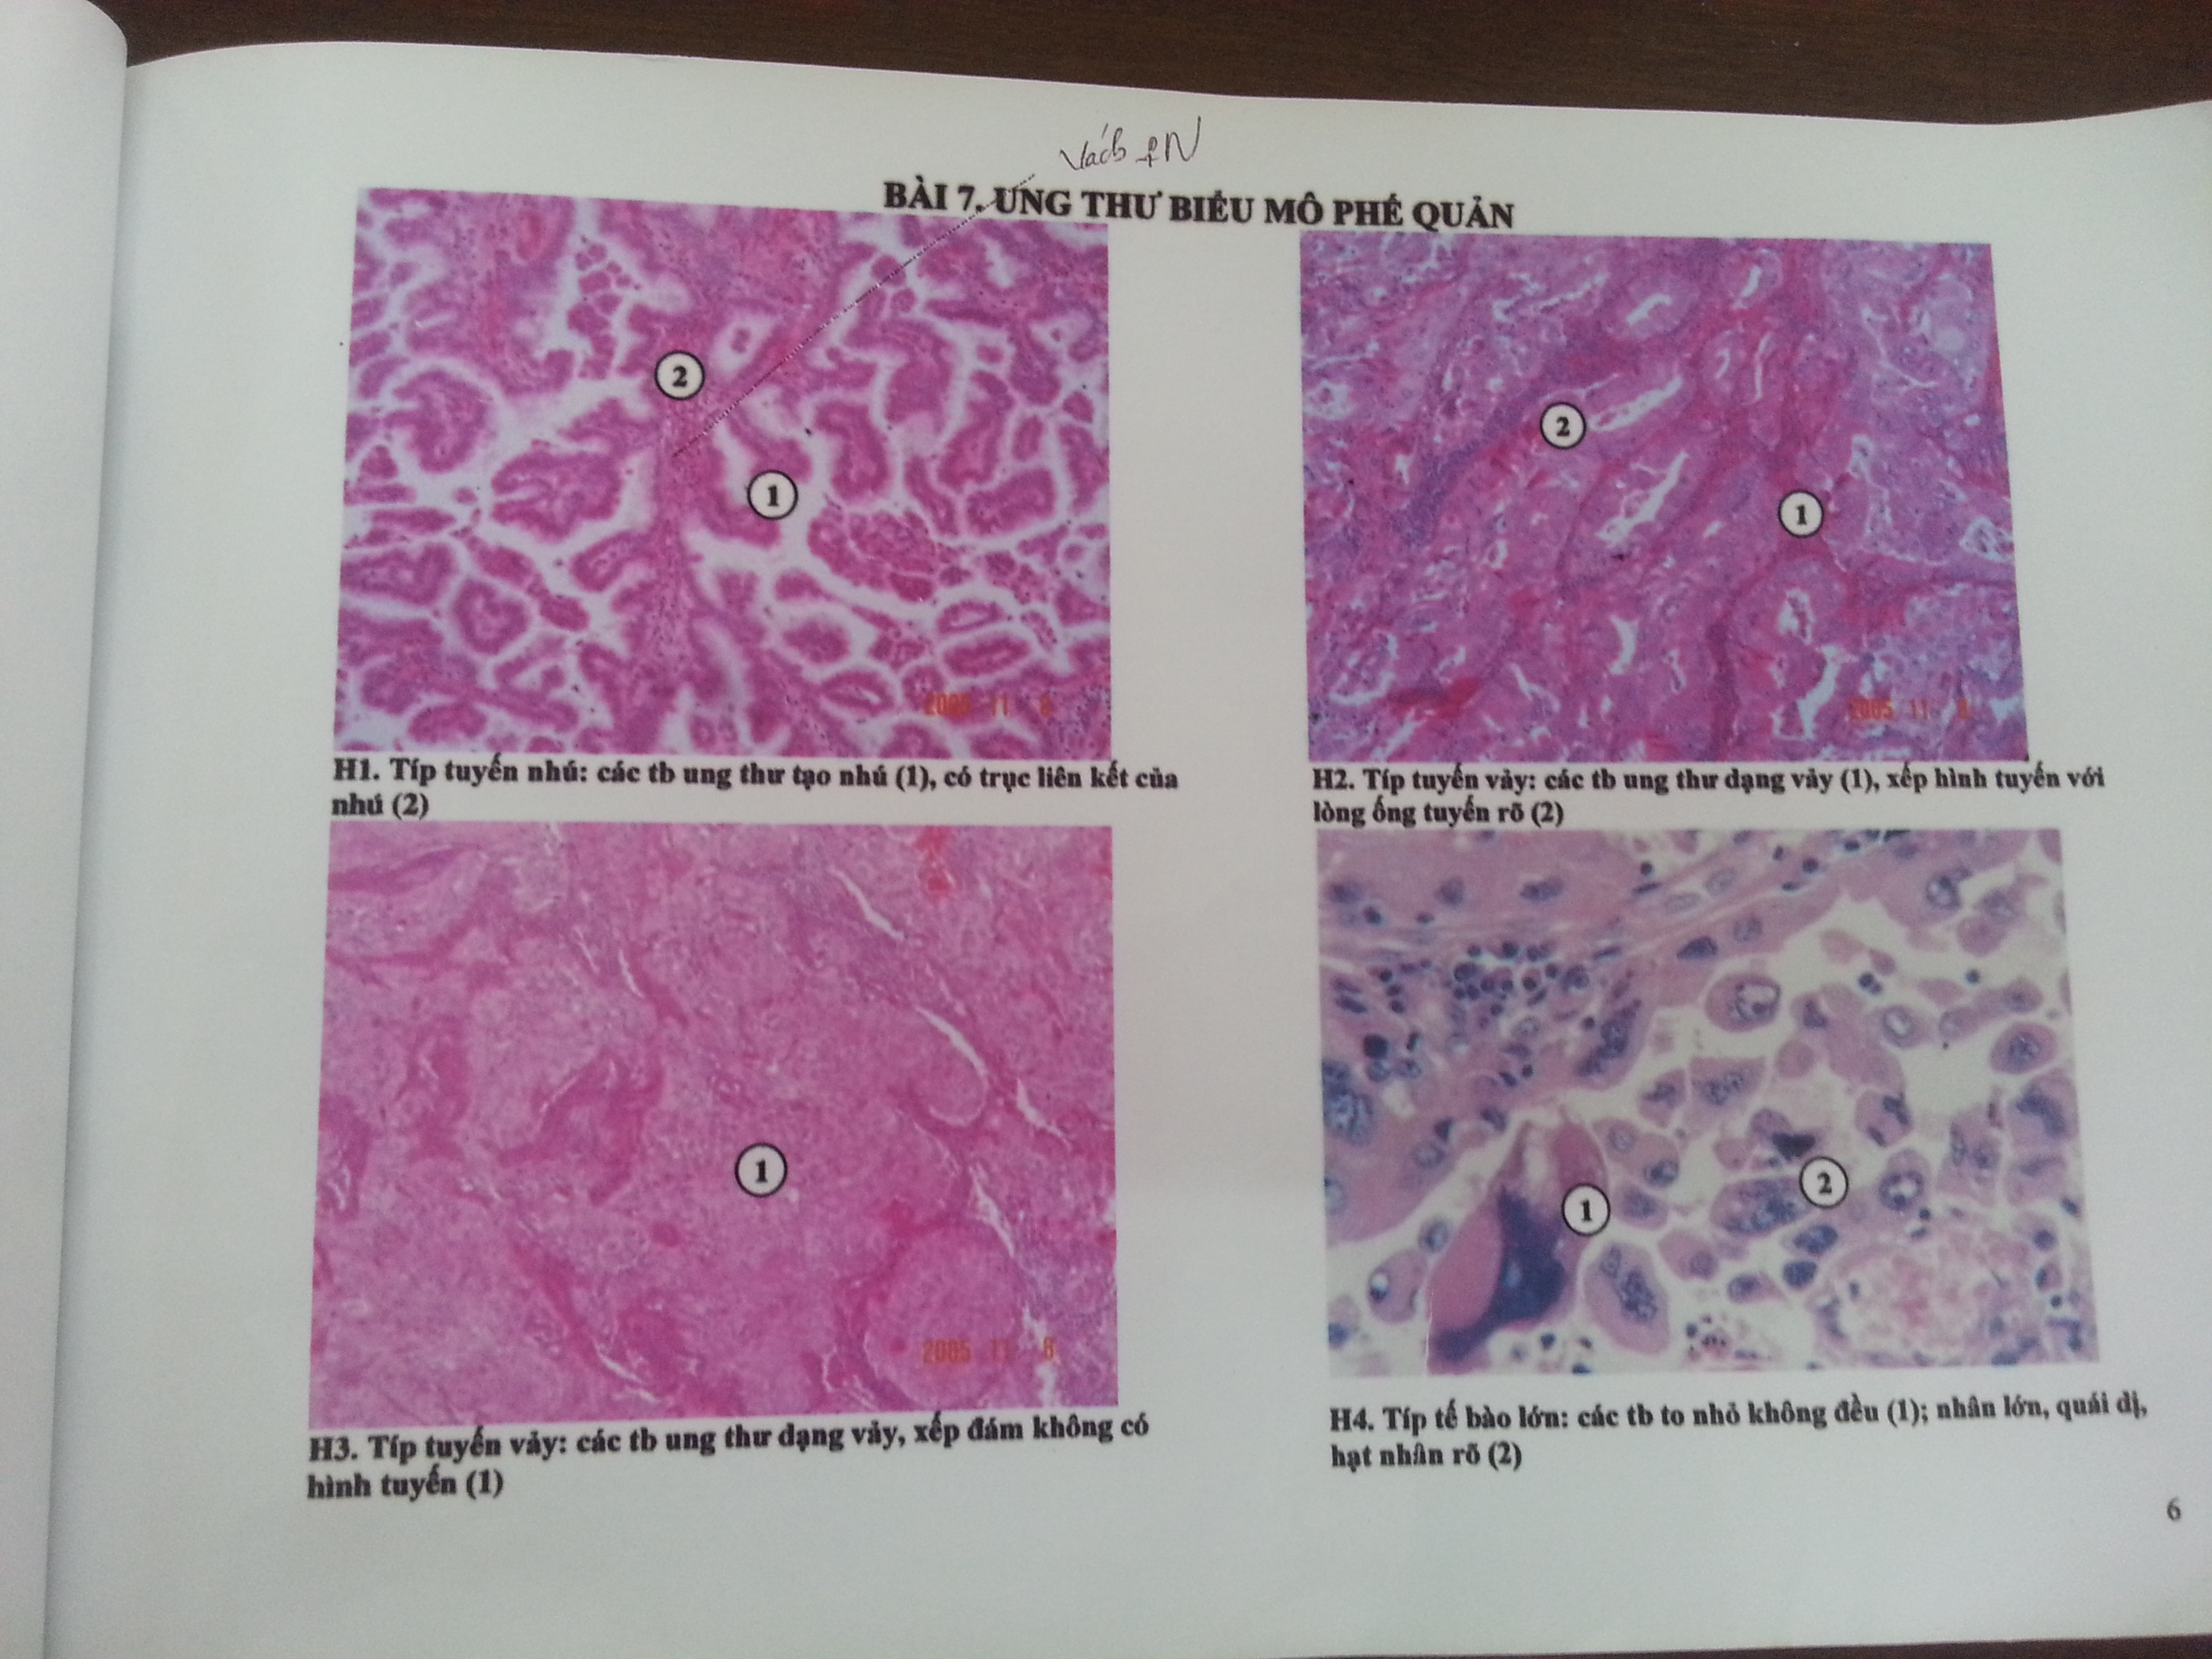 Vách PN
BÀI 7. UNG THƯ BIỂU MÔ PHẾ QUẢN
2
1
2005 11 8
H1. Típ tuyến nhú: các tb ung thư tạo nhú (1), có trục liên kết của
nhú (2)
2
1
2005 11 8
H2. Típ tuyến vảy: các tb ung thư dạng vảy (1), xếp hình tuyến với
lòng ống tuyến rõ (2)
1
2005 11 8
H3. Típ tuyến vảy: các tb ung thư dạng vảy, xếp đám không có
hình tuyến (1)
1
2
H4. Típ tế bào lớn: các tb to nhỏ không đều (1); nhân lớn, quái dị,
hạt nhân rõ (2)
6